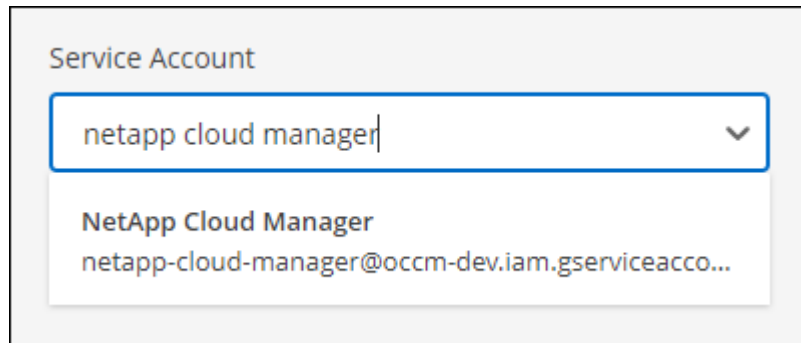 Service Account
netapp cloud manager
NetApp Cloud Manager
netapp-cloud-manager@occm-dev.iam.gserviceacco...